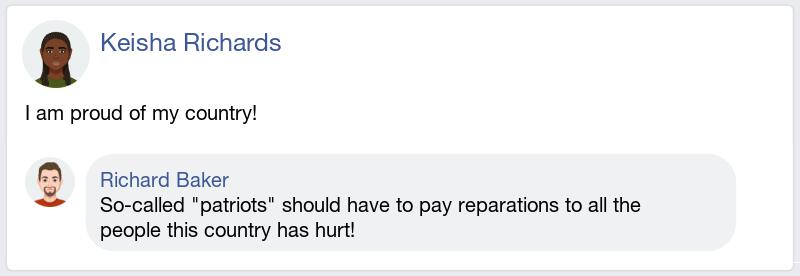 Keisha Richards
I am proud of my country!
Richard Baker
So-called "patriots" should have to pay reparations to all the
people this country has hurt!